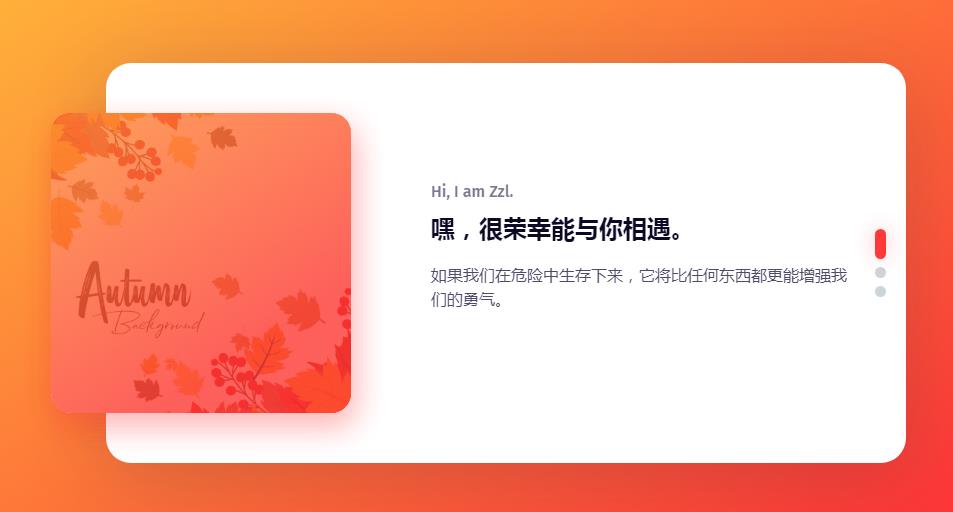 Autumn
Background
Hi, I am Zzl.
嘿，很荣幸能与你相遇。
如果我们在危险中生存下来，它将比任何东西都更能增强我
们的勇气。